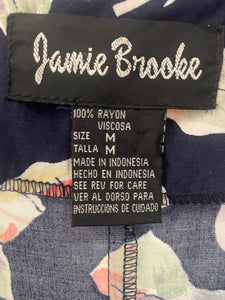 Jamie Brooke
100% RAYON
VISCOSA
SIZE M
TALLA M
MADE IN INDONESIA
HECHO EN INDONESIA
SEE REV FOR CARE
VER AL DORSO PARA
INSTRUCCIONES DE CUIDADO